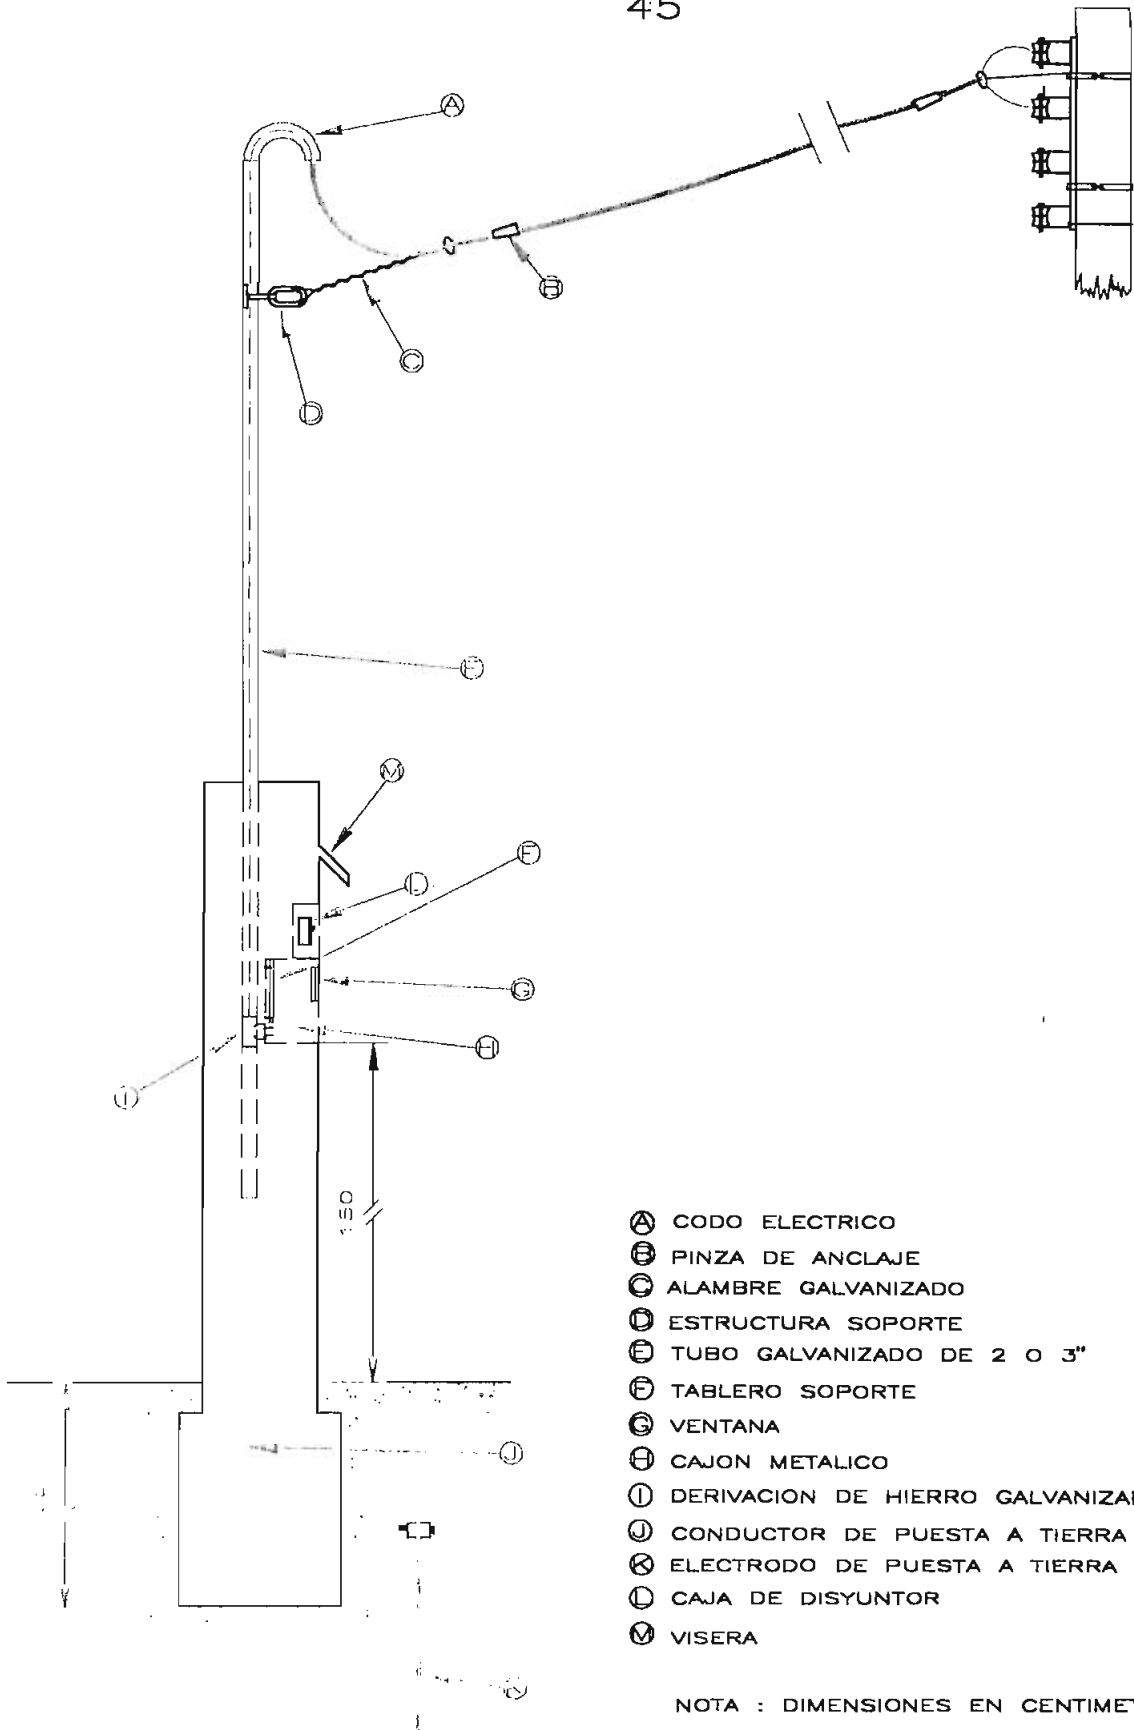 45
A
B
C
D
E
M
F
L
G
H
I
150
J
K
A CODO ELECTRICO
B PINZA DE ANCLAJE
C ALAMBRE GALVANIZADO
D ESTRUCTURA SOPORTE
E TUBO GALVANIZADO DE 2 O 3"
F TABLERO SOPORTE
G VENTANA
H CAJON METALICO
I DERIVACION DE HIERRO GALVANIZA
J CONDUCTOR DE PUESTA A TIERRA
K ELECTRODO DE PUESTA A TIERRA
L CAJA DE DISYUNTOR
M VISERA
NOTA : DIMENSIONES EN CENTIME